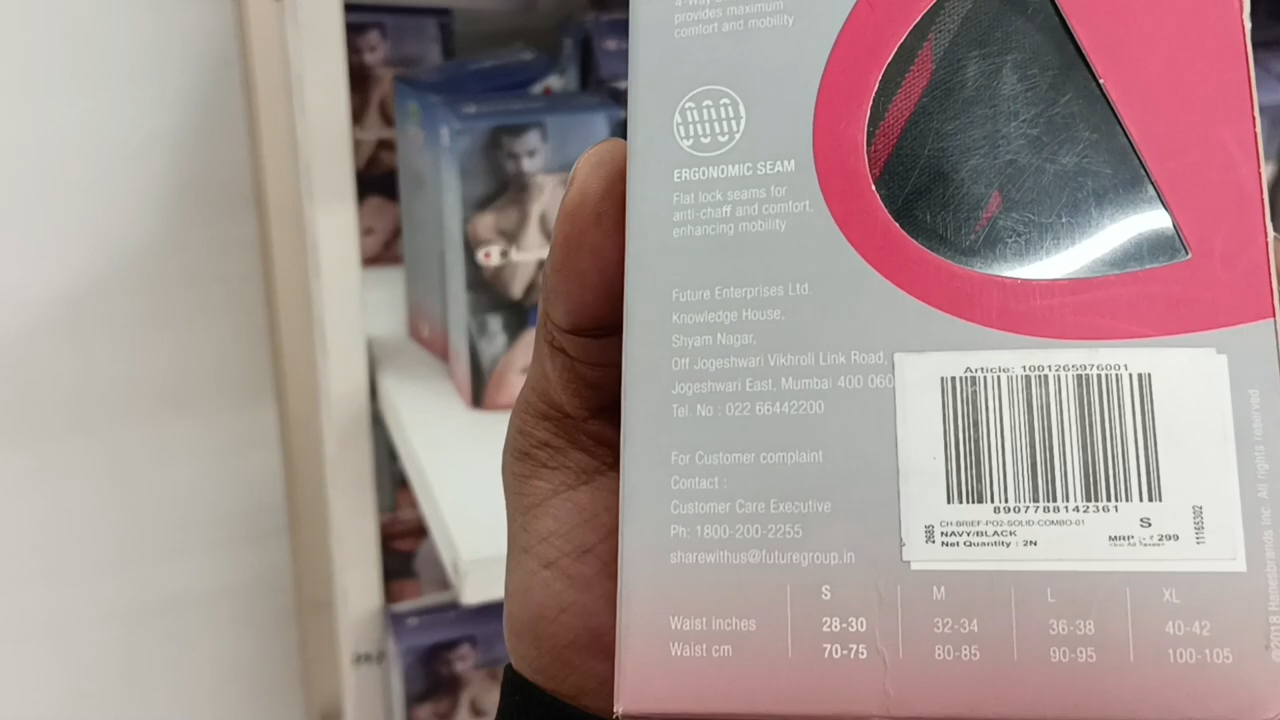 provides maximum
comfort and mobility
ERGONOMIC SEAM
Flat lock seams for
anti-chaff and comfort,
enhancing mobility
Future Enterprises Ltd.
Knowledge House,
Shyam Nagar,
Off Jogeshwari Vikhroli Link Road,
Jogeshwari East, Mumbai 400 060
Tel. No : 022 66442200
For Customer complaint
Contact :
Customer Care Executive
Ph: 1800-200-2255
sharewithus@futuregroup.in
Article: 1001265976001
8907788142361
CH-BRIEF-PO2-SOLID-COMBO-01
S
NAVY/BLACK
MRP :- ₹ 299
Net Quantity : 2N
2685
11165302
S M L XL
Waist Inches 28-30 32-34 36-38 40-42
Waist cm 70-75 80-85 90-95 100-105
©2018 Hanesbrands Inc. All rights reserved